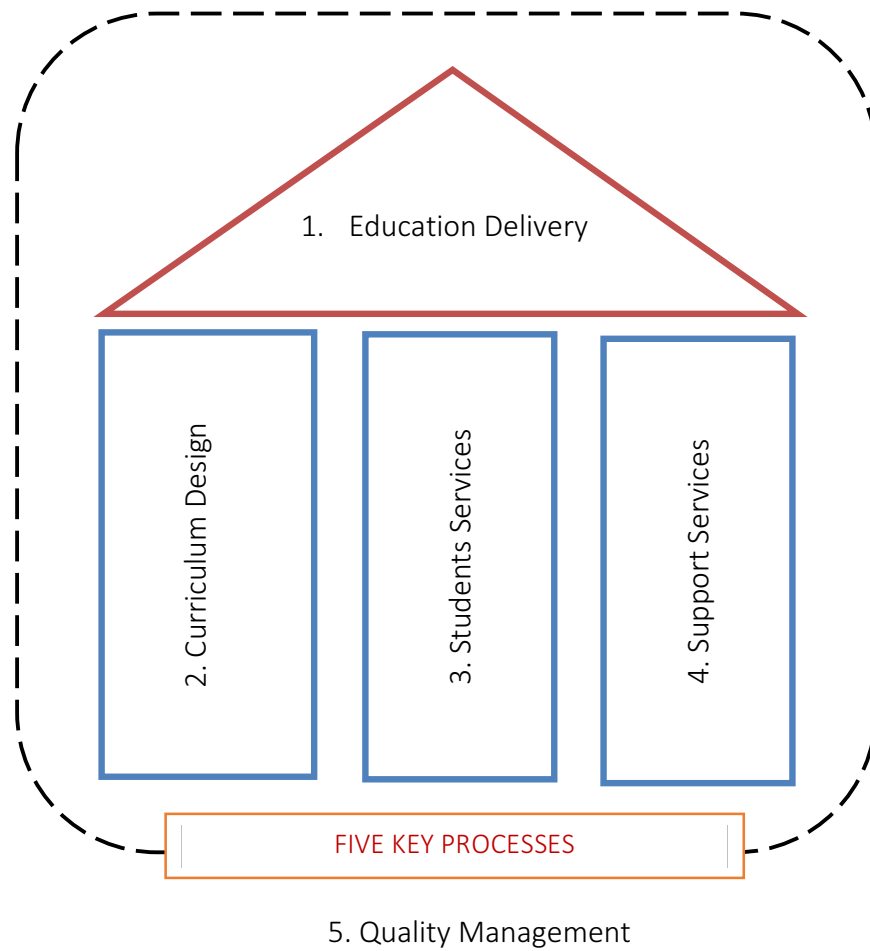 1. Education Delivery
2. Curriculum Design
3. Students Services
4. Support Services
FIVE KEY PROCESSES
5. Quality Management